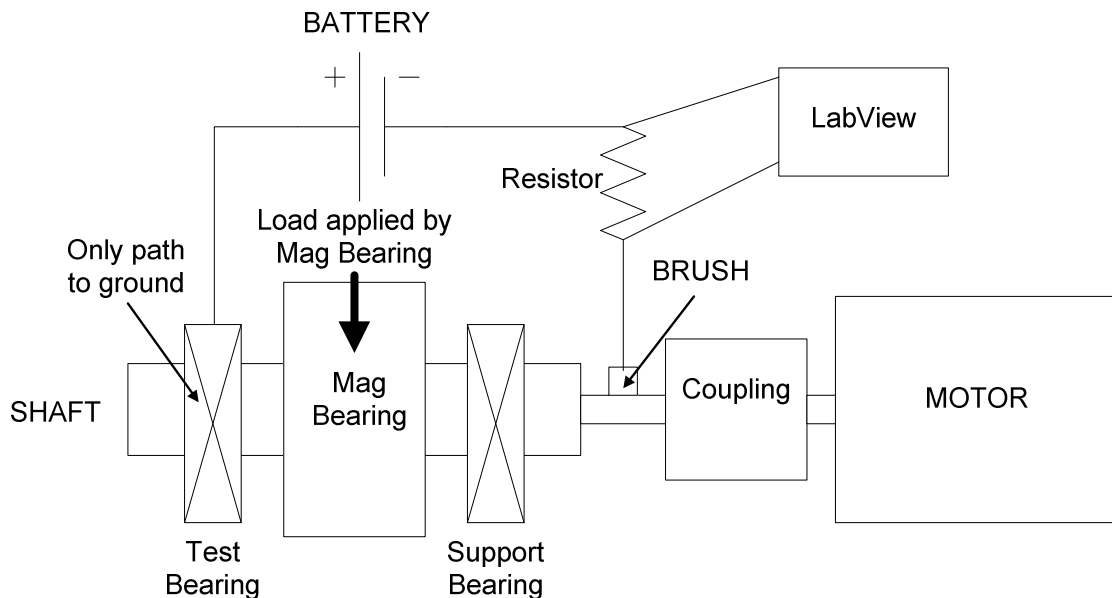 BATTERY
+ −
LabView
Resistor
Load applied by
Mag Bearing
Only path
to ground
BRUSH
Mag
Bearing
Coupling
MOTOR
SHAFT
Test
Bearing
Support
Bearing